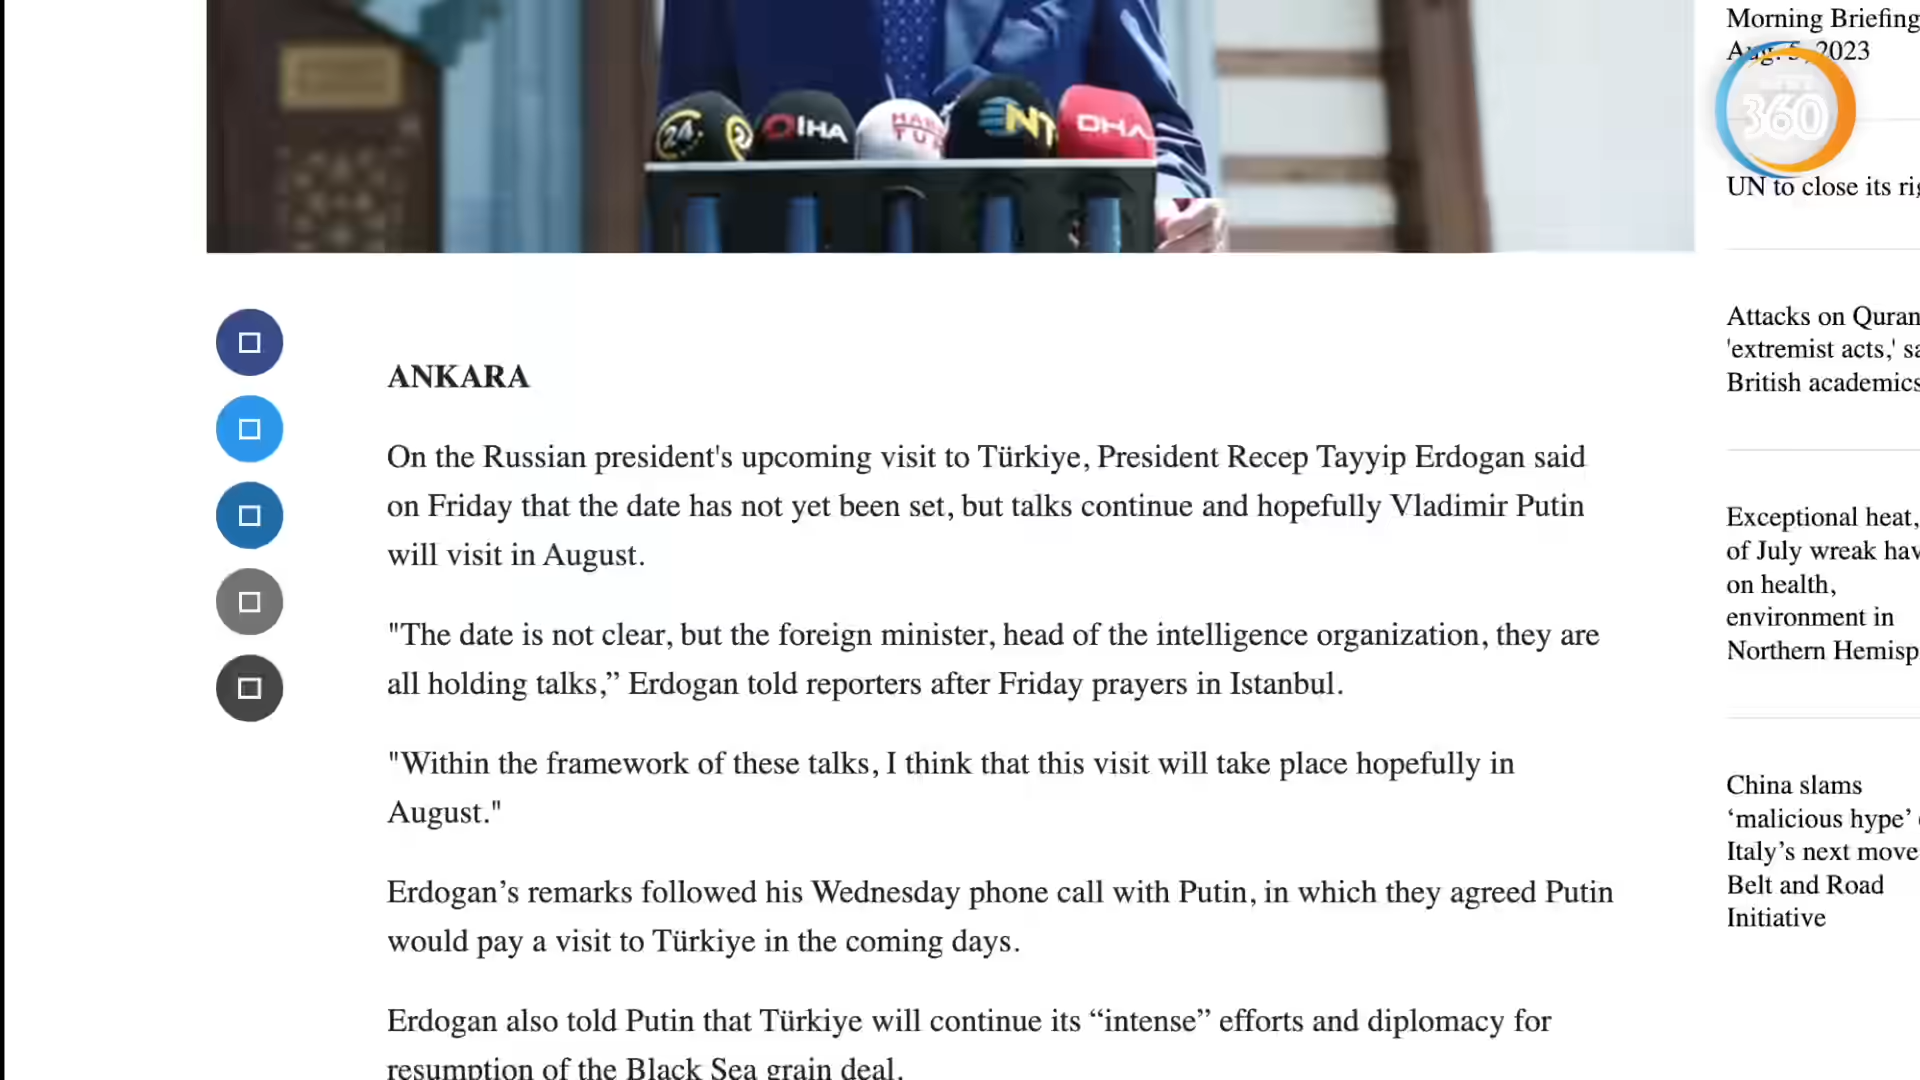 24
IHA
HABER
TURK
NT
DHA
ANKARA
On the Russian president's upcoming visit to Türkiye, President Recep Tayyip Erdogan said
on Friday that the date has not yet been set, but talks continue and hopefully Vladimir Putin
will visit in August.
"The date is not clear, but the foreign minister, head of the intelligence organization, they are
all holding talks,” Erdogan told reporters after Friday prayers in Istanbul.
"Within the framework of these talks, I think that this visit will take place hopefully in
August."
Erdogan’s remarks followed his Wednesday phone call with Putin, in which they agreed Putin
would pay a visit to Türkiye in the coming days.
Erdogan also told Putin that Türkiye will continue its “intense” efforts and diplomacy for
resumption of the Black Sea grain deal.
Morning Briefing
Aug. 5, 2023
360
UN to close its rig
Attacks on Quran
'extremist acts,' sa
British academics
Exceptional heat,
of July wreak hav
on health,
environment in
Northern Hemisp
China slams
‘malicious hype’
Italy’s next move
Belt and Road
Initiative